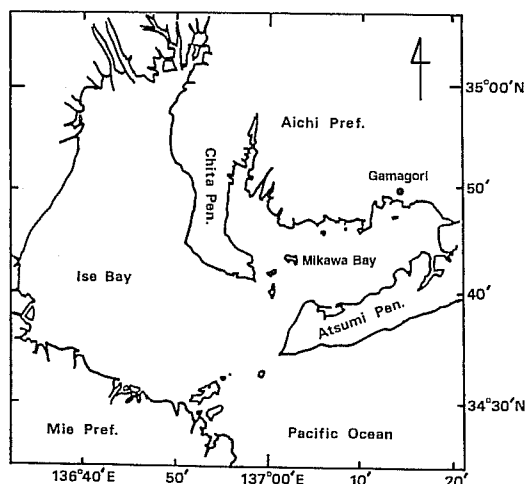 35°00′N
Aichi Pref.
Gamagori
50′
Chita Pen.
Mikawa Bay
Ise Bay
40′
Atsumi Pen.
34°30′N
Mie Pref.
Pacific Ocean
136°40′E 50′ 137°00′E 10′ 20′